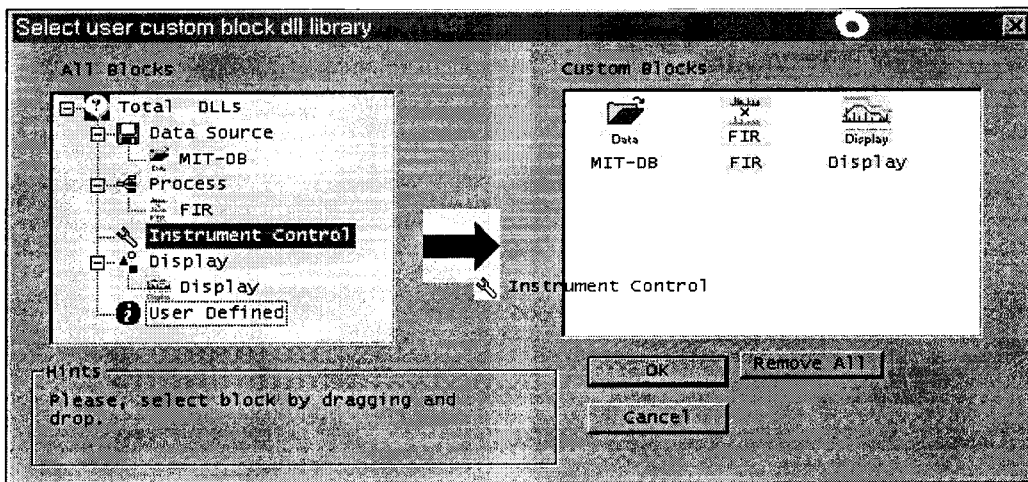 Select user custom block dll library
All Blocks
Total DLLs
Data Source
MIT-DB
Process
FIR
Instrument Control
Display
Display
User Defined
Instrument Control
Custom Blocks
Data
FIR
Display
MIT-DB
FIR
Display
Hints
Please, select block by dragging and
drop.
OK
Remove All
Cancel